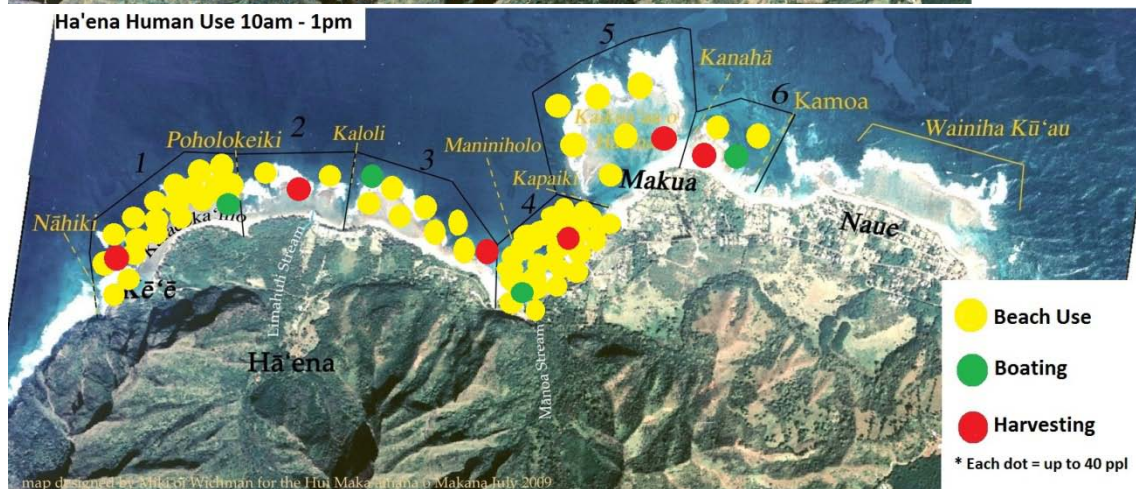 Ha'ena Human Use 10am - 1pm
5
Kanahā
6
Kamoa
2
Poholokeiki
Kaloli
1
3
Maniniholo
Wainiha Kū‘au
Kapaiki
Makua
4
Nāhiki
Naue
Kē‘ē
Limahuli Stream
Hā‘ena
Mānoa Stream
Beach Use
Boating
Harvesting
* Each dot = up to 40 ppl
map designed by Wichman for the Hui Maka‘āinana o Makana July 2009